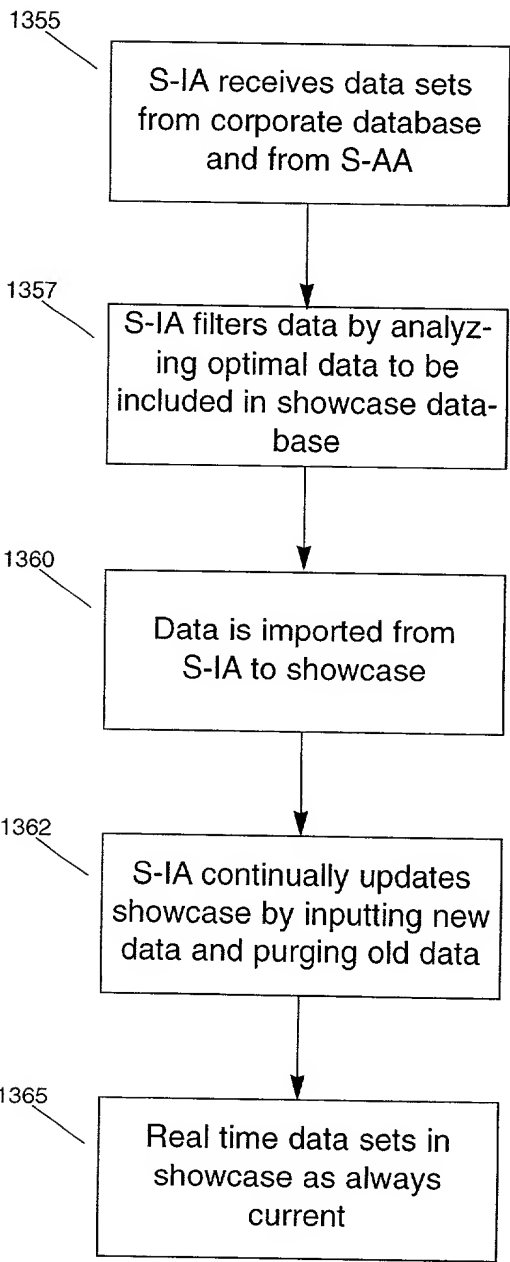 1355
S-IA receives data sets
from corporate database
and from S-AA
1357
S-IA filters data by analyz-
ing optimal data to be
included in showcase data-
base
1360
Data is imported from
S-IA to showcase
1362
S-IA continually updates
showcase by inputting new
data and purging old data
1365
Real time data sets in
showcase as always
current